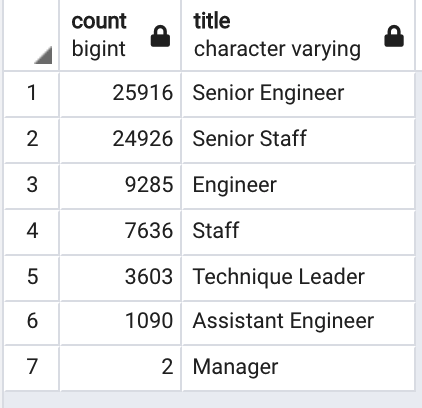 count title
bigint character varying
1 25916 Senior Engineer
2 24926 Senior Staff
3 9285 Engineer
4 7636 Staff
5 3603 Technique Leader
6 1090 Assistant Engineer
7 2 Manager